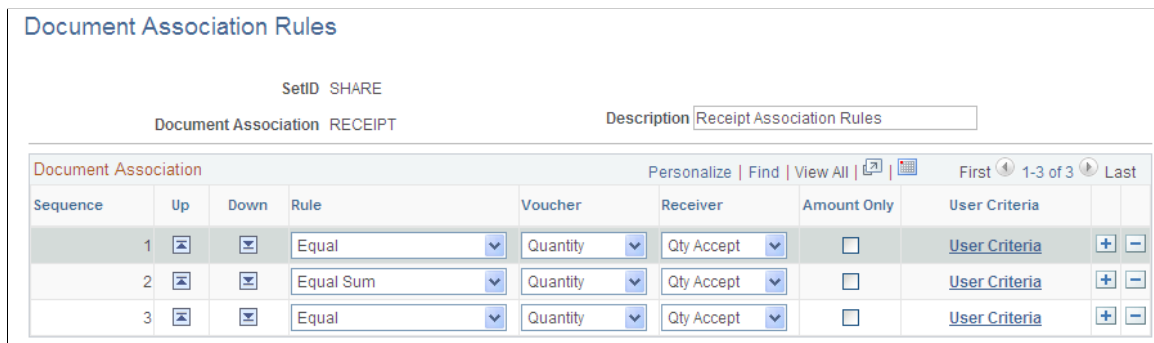 Document Association Rules
SetID SHARE
Document Association RECEIPT Description Receipt Association Rules
Document Association Personalize | Find | View All | | First 1-3 of 3 Last
Sequence Up Down Rule Voucher Receiver Amount Only User Criteria
1 Equal Quantity Qty Accept User Criteria + −
2 Equal Sum Quantity Qty Accept User Criteria + −
3 Equal Quantity Qty Accept User Criteria + −